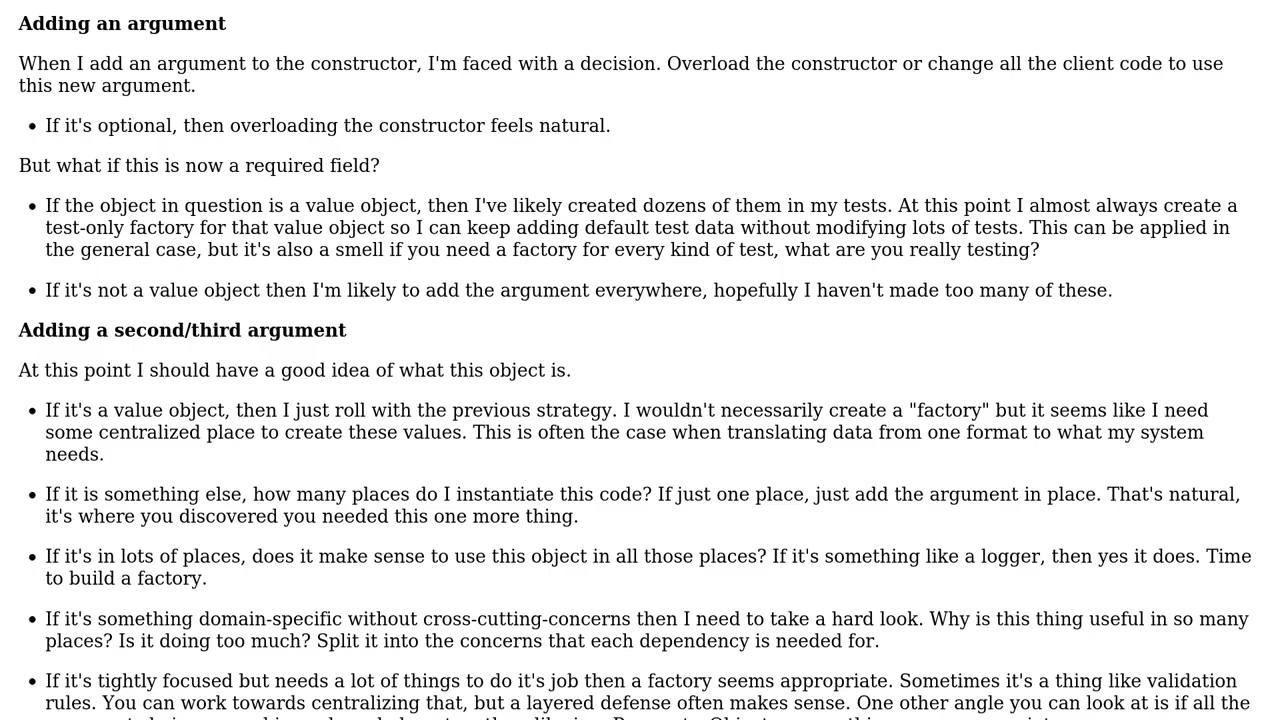 Adding an argument
When I add an argument to the constructor, I'm faced with a decision. Overload the constructor or change all the client code to use
this new argument.
• If it's optional, then overloading the constructor feels natural.
But what if this is now a required field?
• If the object in question is a value object, then I've likely created dozens of them in my tests. At this point I almost always create a
test-only factory for that value object so I can keep adding default test data without modifying lots of tests. This can be applied in
the general case, but it's also a smell if you need a factory for every kind of test, what are you really testing?
• If it's not a value object then I'm likely to add the argument everywhere, hopefully I haven't made too many of these.
Adding a second/third argument
At this point I should have a good idea of what this object is.
• If it's a value object, then I just roll with the previous strategy. I wouldn't necessarily create a "factory" but it seems like I need
some centralized place to create these values. This is often the case when translating data from one format to what my system
needs.
• If it is something else, how many places do I instantiate this code? If just one place, just add the argument in place. That's natural,
it's where you discovered you needed this one more thing.
• If it's in lots of places, does it make sense to use this object in all those places? If it's something like a logger, then yes it does. Time
to build a factory.
• If it's something domain-specific without cross-cutting-concerns then I need to take a hard look. Why is this thing useful in so many
places? Is it doing too much? Split it into the concerns that each dependency is needed for.
• If it's tightly focused but needs a lot of things to do it's job then a factory seems appropriate. Sometimes it's a thing like validation
rules. You can work towards centralizing that, but a layered defense often makes sense. One other angle you can look at is if all the